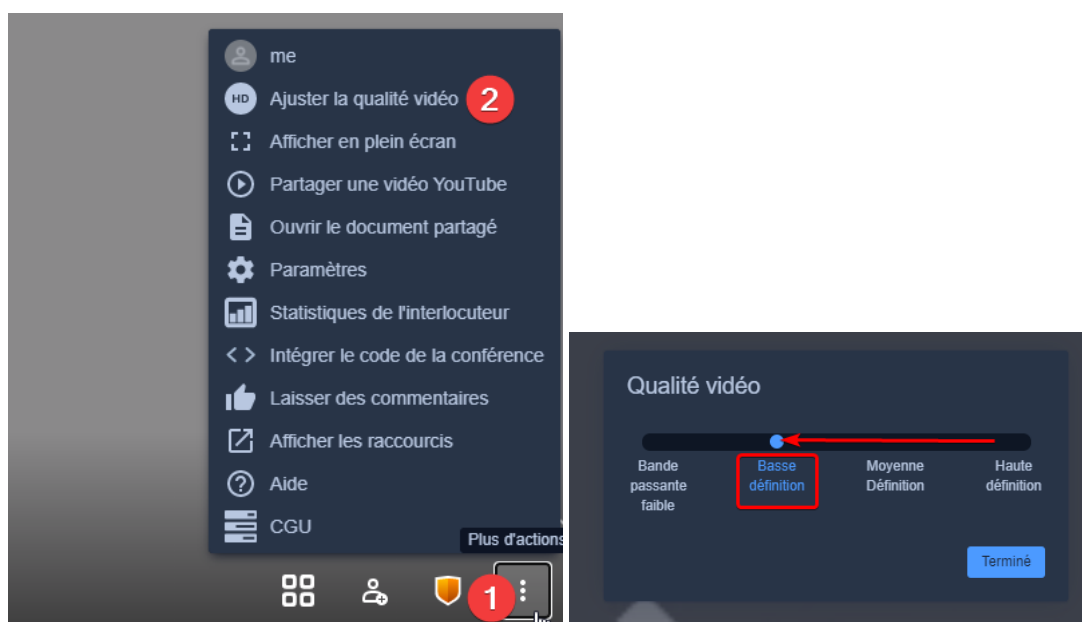 me
HD
Ajuster la qualité vidéo
2
Afficher en plein écran
Partager une vidéo YouTube
Ouvrir le document partagé
Paramètres
Statistiques de l'interlocuteur
Intégrer le code de la conférence
Laisser des commentaires
Afficher les raccourcis
Aide
CGU
Plus d'actions
1
Qualité vidéo
Bande
passante
faible
Basse
définition
Moyenne
Définition
Haute
définition
Terminé